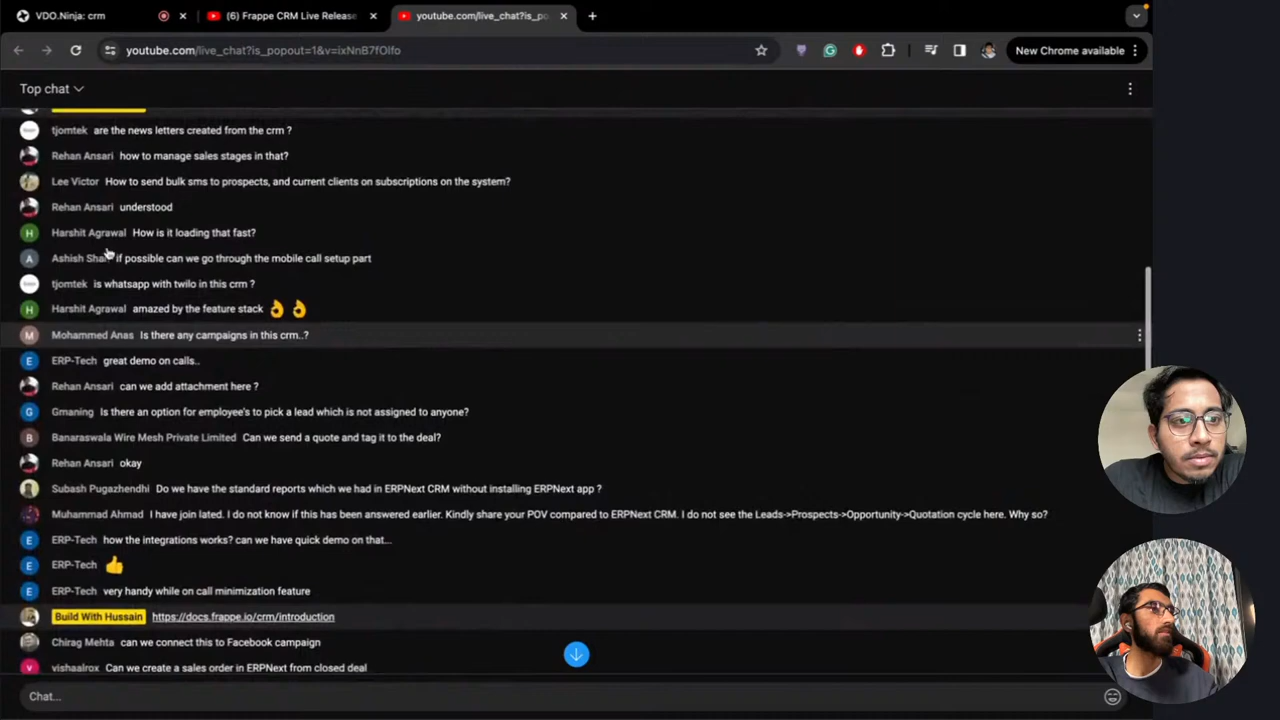 VDO.Ninja: crm
(6) Frappe CRM Live Release
youtube.com/live_chat?is_po
youtube.com/live_chat?is_popout=1&v=ixNnB7fOlfo
New Chrome available
Top chat
tjomtek are the news letters created from the crm ?
Rehan Ansari how to manage sales stages in that?
Lee Victor How to send bulk sms to prospects, and current clients on subscriptions on the system?
Rehan Ansari understood
H Harshit Agrawal How is it loading that fast?
A Ashish if possible can we go through the mobile call setup part
tjomtek is whatsapp with twilo in this crm ?
H Harshit Agrawal amazed by the feature stack 👌 👌
M Mohammed Anas Is there any campaigns in this crm..?
E ERP-Tech great demo on calls..
Rehan Ansari can we add attachment here ?
G Gmaning Is there an option for employee's to pick a lead which is not assigned to anyone?
B Banaraswala Wire Mesh Private Limited Can we send a quote and tag it to the deal?
Rehan Ansari okay
Subash Pugazhendhi Do we have the standard reports which we had in ERPNext CRM without installing ERPNext app ?
Muhammad Ahmad I have join lated. I do not know if this has been answered earlier. Kindly share your POV compared to ERPNext CRM. I do not see the Leads->Prospects->Opportunity->Quotation cycle here. Why so?
E ERP-Tech how the integrations works? can we have quick demo on that...
E ERP-Tech 👍
E ERP-Tech very handy while on call minimization feature
Build With Hussain https://docs.frappe.io/crm/introduction
Chirag Mehta can we connect this to Facebook campaign
v vishaalrox Can we create a sales order in ERPNext from closed deal
Chat...